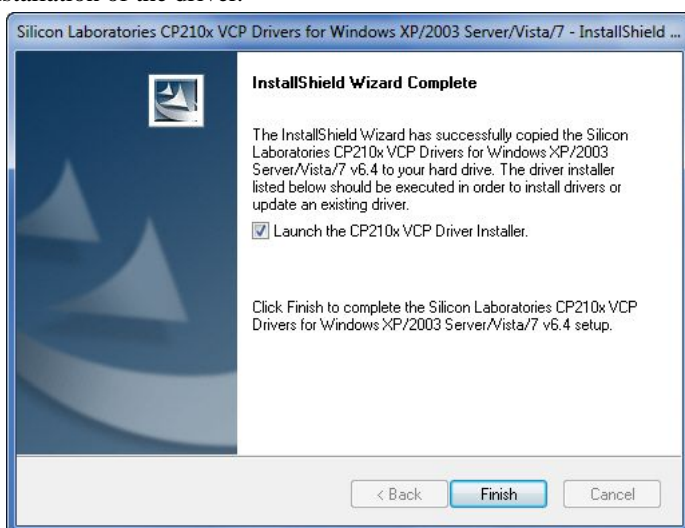 stallation of the driver.
Silicon Laboratories CP210x VCP Drivers for Windows XP/2003 Server/Vista/7 - InstallShield ...
InstallShield Wizard Complete
The InstallShield Wizard has successfully copied the Silicon
Laboratories CP210x VCP Drivers for Windows XP/2003
Server/Vista/7 v6.4 to your hard drive. The driver installer
listed below should be executed in order to install drivers or
update an existing driver.
Launch the CP210x VCP Driver Installer.
Click Finish to complete the Silicon Laboratories CP210x VCP
Drivers for Windows XP/2003 Server/Vista/7 v6.4 setup.
< Back Finish Cancel